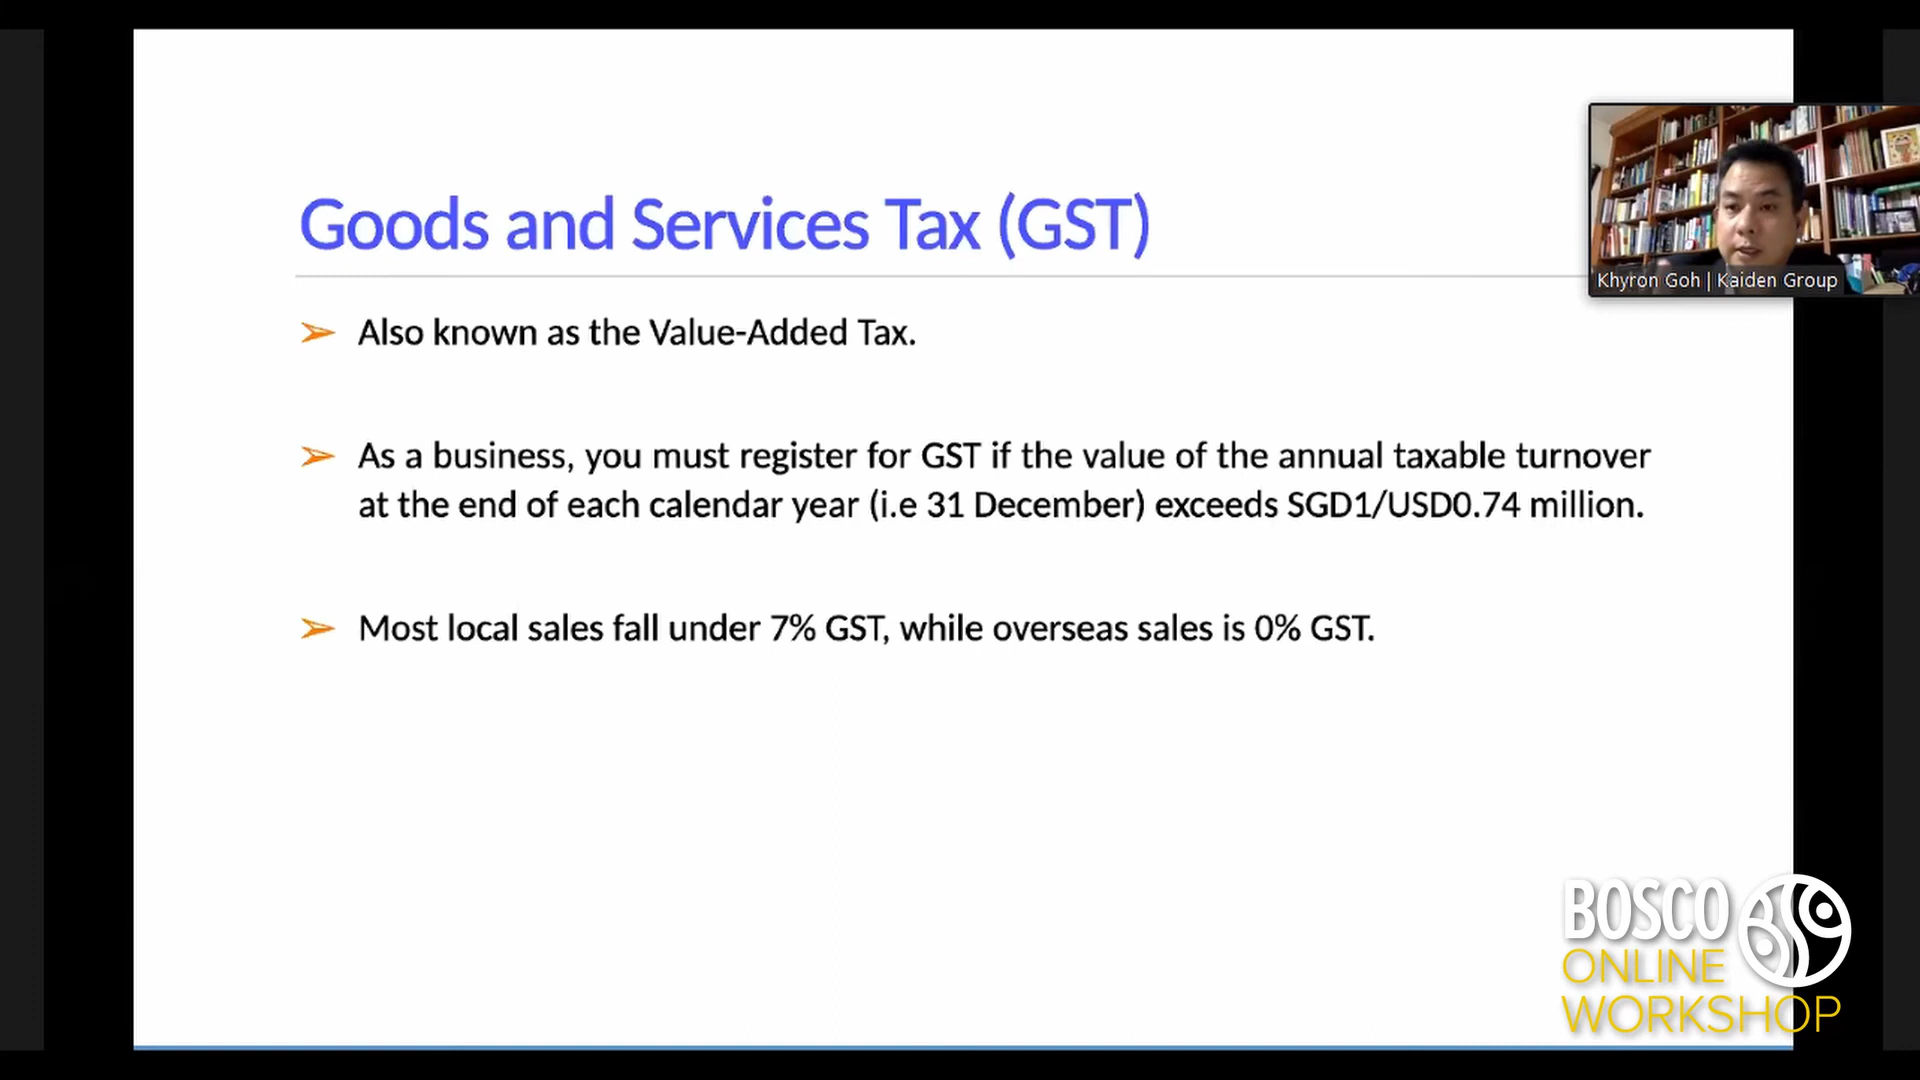 Goods and Services Tax (GST)
Khyron Goh | Kaiden Group
➢ Also known as the Value-Added Tax.
➢ As a business, you must register for GST if the value of the annual taxable turnover
at the end of each calendar year (i.e 31 December) exceeds SGD1/USD0.74 million.
➢ Most local sales fall under 7% GST, while overseas sales is 0% GST.
BOSCO
ONLINE
WORKSHOP